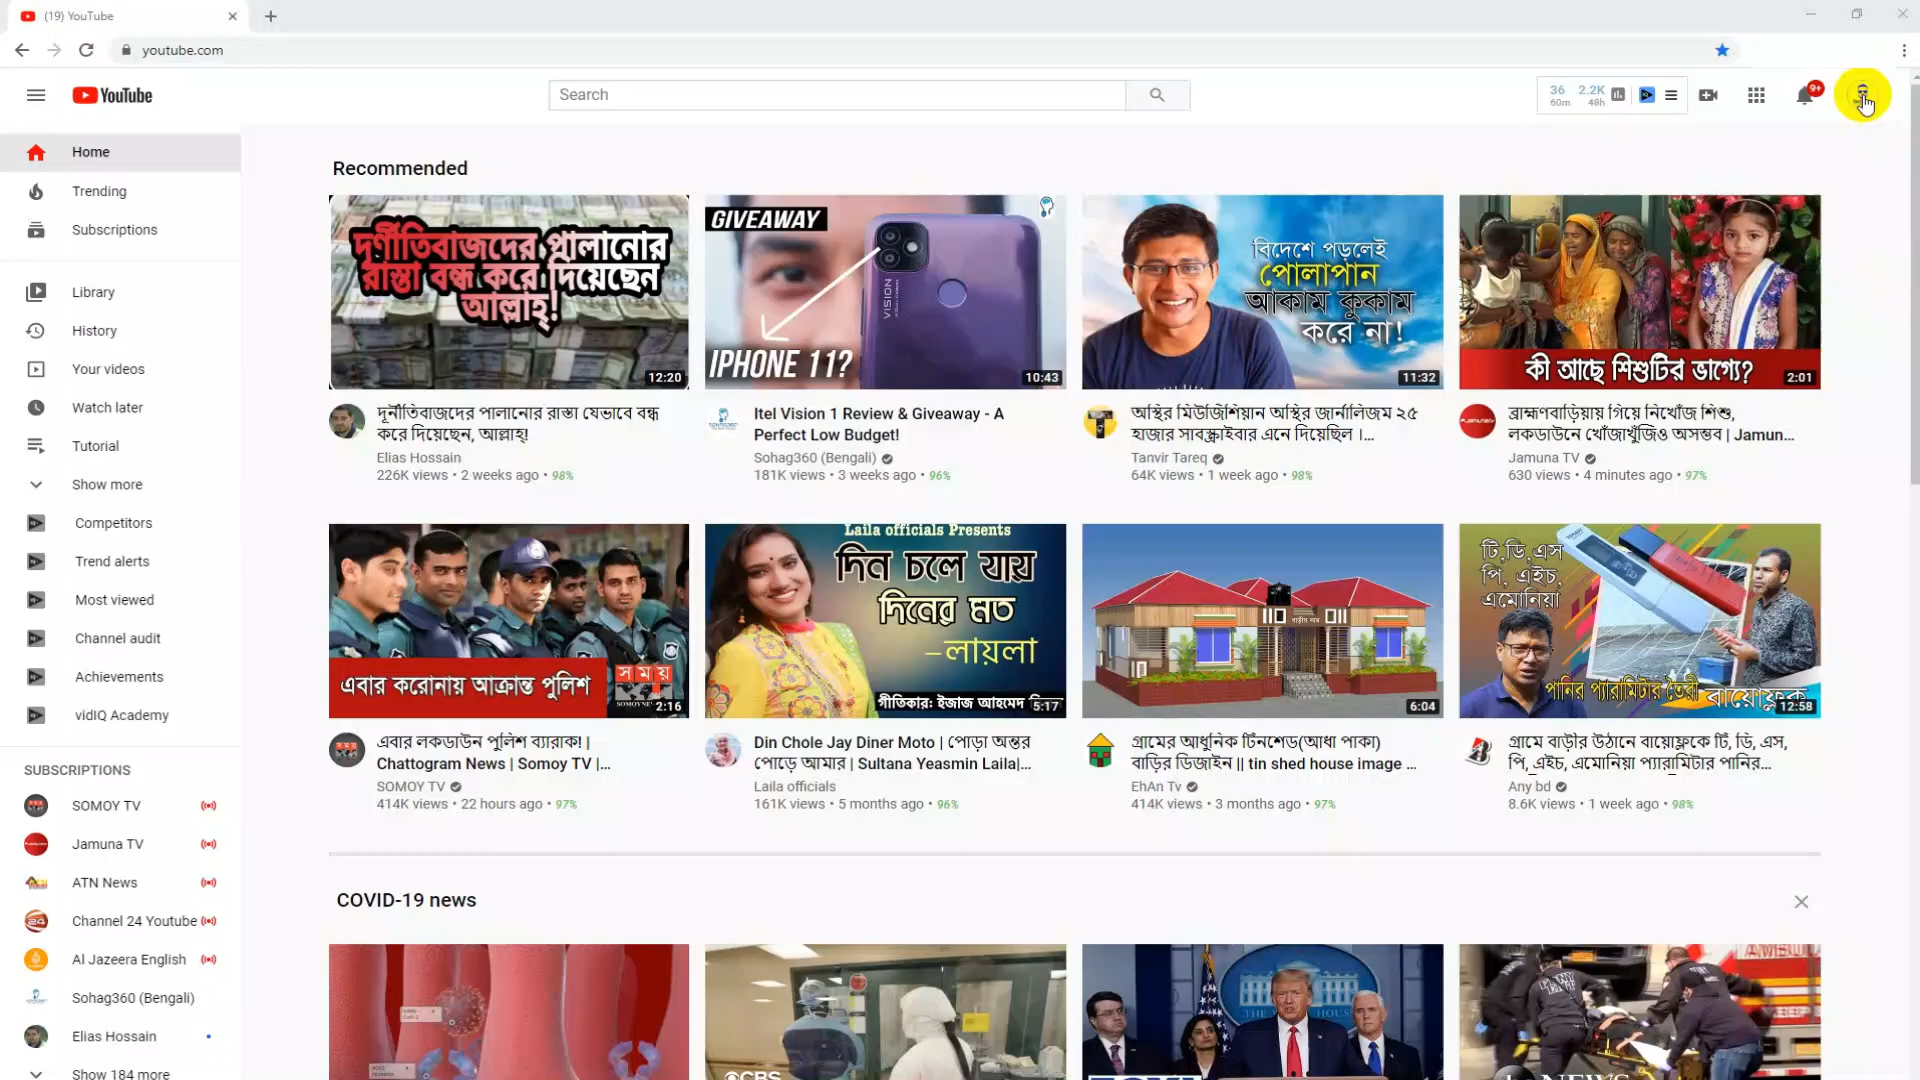 (19) YouTube
youtube.com
YouTube
Search
36 2.2K
60m 48h
9+
Home
Trending
Subscriptions
Library
History
Your videos
Watch later
Tutorial
Show more
Competitors
Trend alerts
Most viewed
Channel audit
Achievements
vidIQ Academy
SUBSCRIPTIONS
SOMOY TV
Jamuna TV
ATN News
Channel 24 Youtube
Al Jazeera English
Sohag360 (Bengali)
Elias Hossain
Show 184 more
Recommended
দূর্নীতিবাজদের পালানোর
রাস্তা বন্ধ করে দিয়েছেন
আল্লাহ!
12:20
দূর্নীতিবাজদের পালানোর রাস্তা যেভাবে বন্ধ
করে দিয়েছেন, আল্লাহ!
Elias Hossain
226K views • 2 weeks ago • 98%
GIVEAWAY
VISION
IPHONE 11?
10:43
Itel Vision 1 Review & Giveaway - A
Perfect Low Budget!
Sohag360 (Bengali)
181K views • 3 weeks ago • 96%
বিদেশে পড়লেই
পোলাপান
আকাম কুকাম
করে না!
11:32
অস্থির মিউজিশিয়ান অস্থির জার্নালিজম ২৫
হাজার সাবস্ক্রাইবার এনে দিয়েছিল ।...
Tanvir Tareq
64K views • 1 week ago • 98%
কী আছে শিশুটির ভাগ্যে?
2:01
ব্রাহ্মণবাড়িয়ায় গিয়ে নিখোঁজ শিশু,
লকডাউনে খোঁজাখুঁজিও অসম্ভব | Jamun...
Jamuna TV
630 views • 4 minutes ago • 97%
এবার করোনায় আক্রান্ত পুলিশ
সময়
2:16
এবার লকডাউন পুলিশ ব্যারাক! |
Chattogram News | Somoy TV |...
SOMOY TV
414K views • 22 hours ago • 97%
Laila officials Presents
দিন চলে যায়
দিনের মত
–লায়লা
গীতিকার: ইজাজ আহমেদ
5:17
Din Chole Jay Diner Moto | পোড়া অন্তর
পোড়ে আমার | Sultana Yeasmin Laila|...
Laila officials
161K views • 5 months ago • 96%
6:04
গ্রামের আধুনিক টিনশেড(আধা পাকা)
বাড়ির ডিজাইন || tin shed house image ...
EhAn Tv
414K views • 3 months ago • 97%
টি,ডি,এস
পি, এইচ,
এমোনিয়া
পানির প্যারামিটার তৈরী
বায়োফ্লক
12:58
গ্রামে বাড়ীর উঠানে বায়োফ্লকে টি, ডি, এস,
পি, এইচ, এমোনিয়া প্যারামিটার পানির...
Any bd
8.6K views • 1 week ago • 98%
COVID-19 news